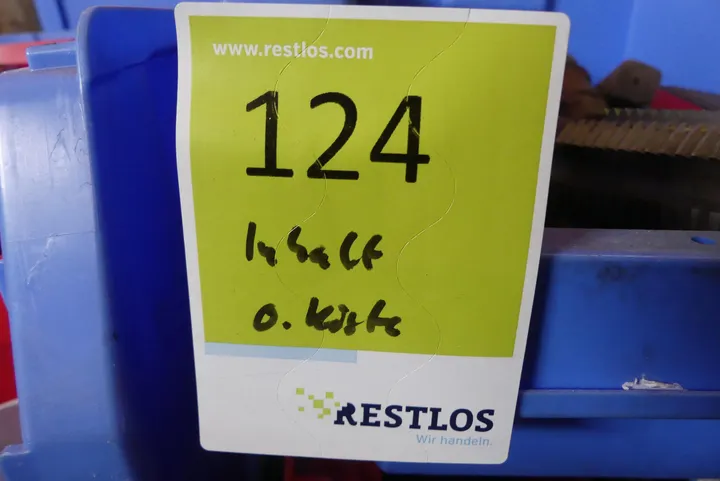 www.restlos.com
124
Inhalt
o. Kiste
RESTLOS
Wir handeln.